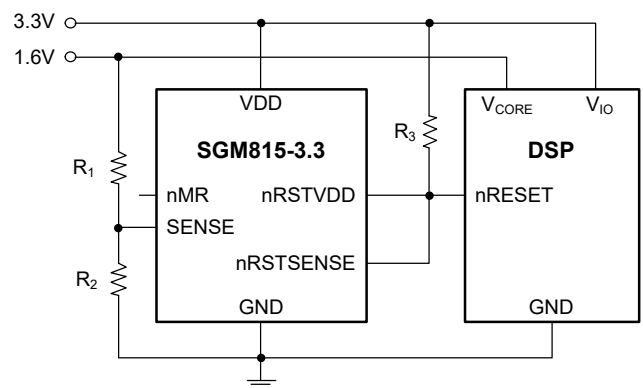 3.3V
1.6V
VDD
SGM815-3.3
nMR
SENSE
nRSTVDD
nRSTSENSE
GND
R1
R2
R3
VCORE
VIO
DSP
nRESET
GND